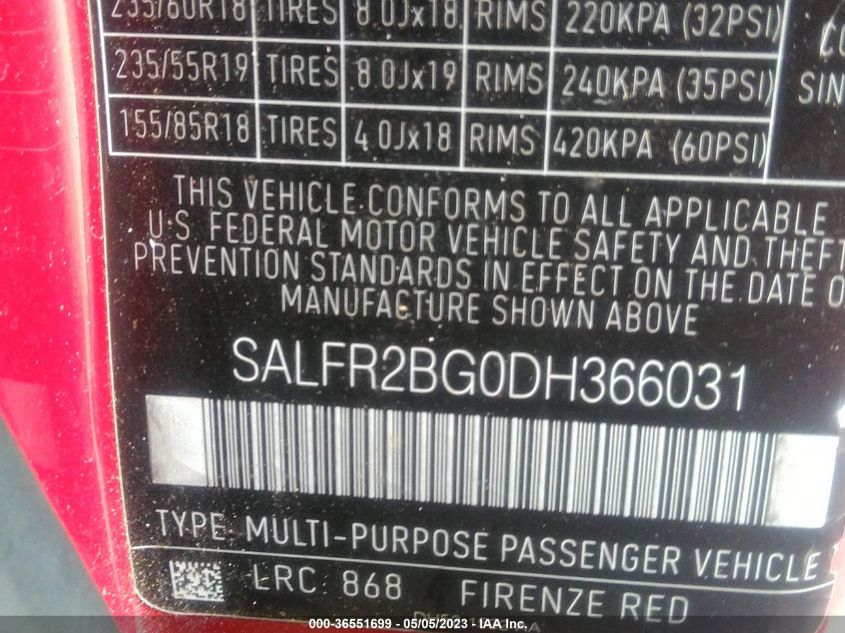 235/60R18 TIRES 8.0Jx18 RIMS 220KPA (32PSI)
235/55R19 TIRES 8.0Jx19 RIMS 240KPA (35PSI)
155/85R18 TIRES 4.0Jx18 RIMS 420KPA (60PSI)
SIN
THIS VEHICLE CONFORMS TO ALL APPLICABLE
U.S. FEDERAL MOTOR VEHICLE SAFETY AND THEFT
PREVENTION STANDARDS IN EFFECT ON THE DATE O
MANUFACTURE SHOWN ABOVE
SALFR2BG0DH366031
TYPE: MULTI-PURPOSE PASSENGER VEHICLE
LRC: 868 FIRENZE RED
000-36551699 - 05/05/2023 - IAA Inc.